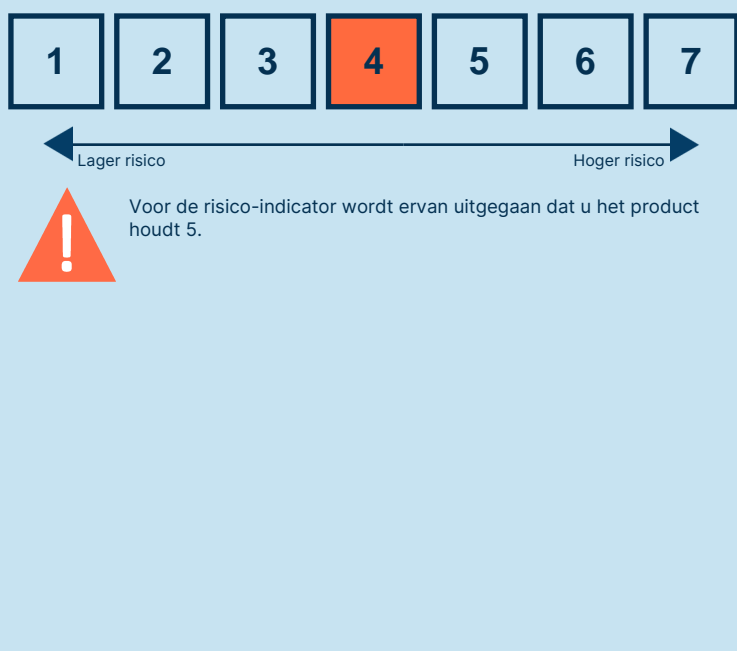 1 2 3 4 5 6 7
Lager risico Hoger risico
Voor de risico-indicator wordt ervan uitgegaan dat u het product
houdt 5.